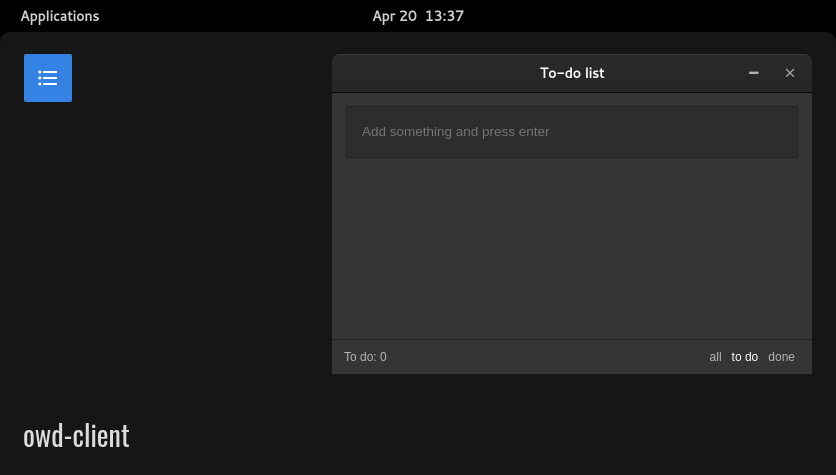 Applications
Apr 20 13:37
To-do list
Add something and press enter
To do: 0
all to do done
owd-client